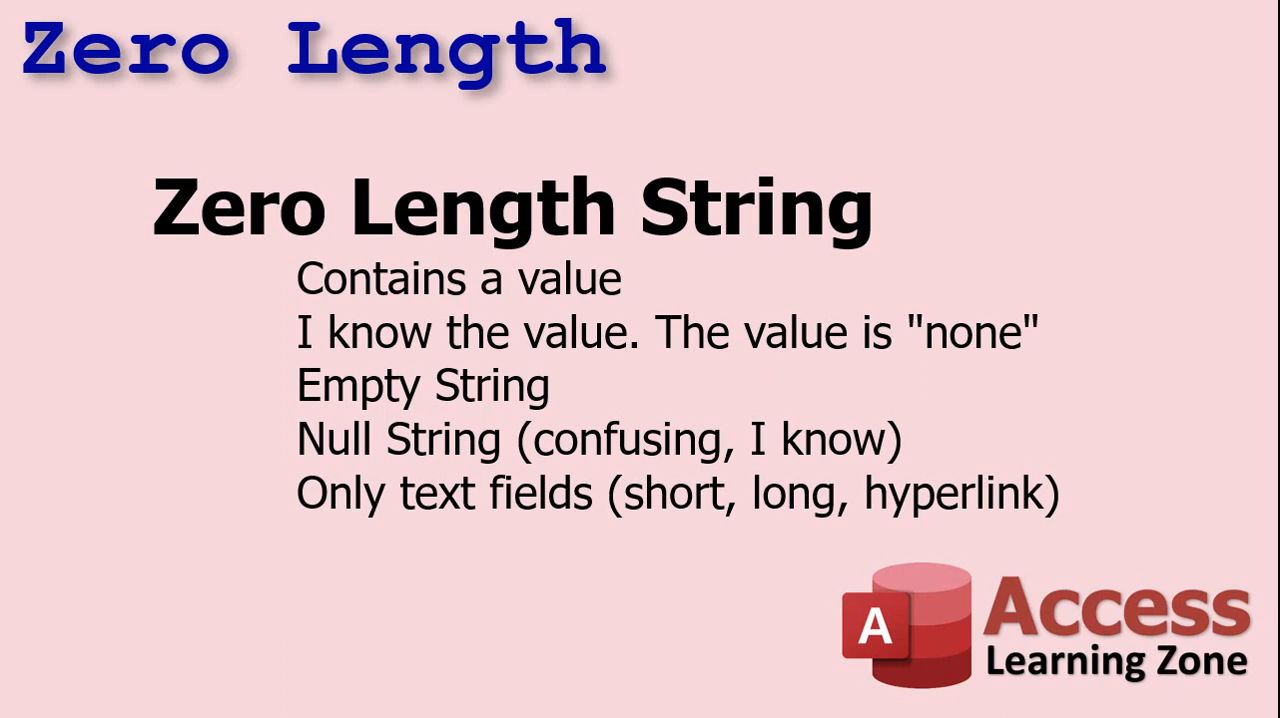 Zero Length
Zero Length String
Contains a value
I know the value. The value is "none"
Empty String
Null String (confusing, I know)
Only text fields (short, long, hyperlink)
A
Access
Learning Zone